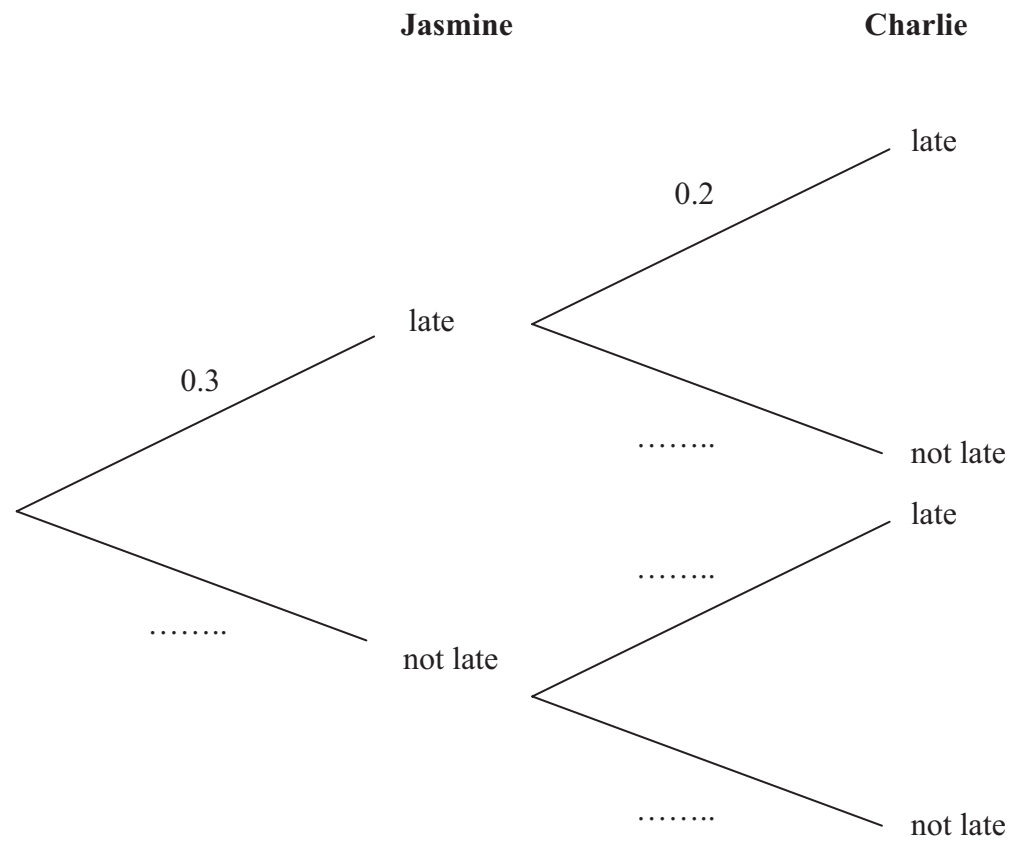 Jasmine Charlie
late
0.2
late
0.3
……..
not late
late
……..
……..
not late
……..
not late